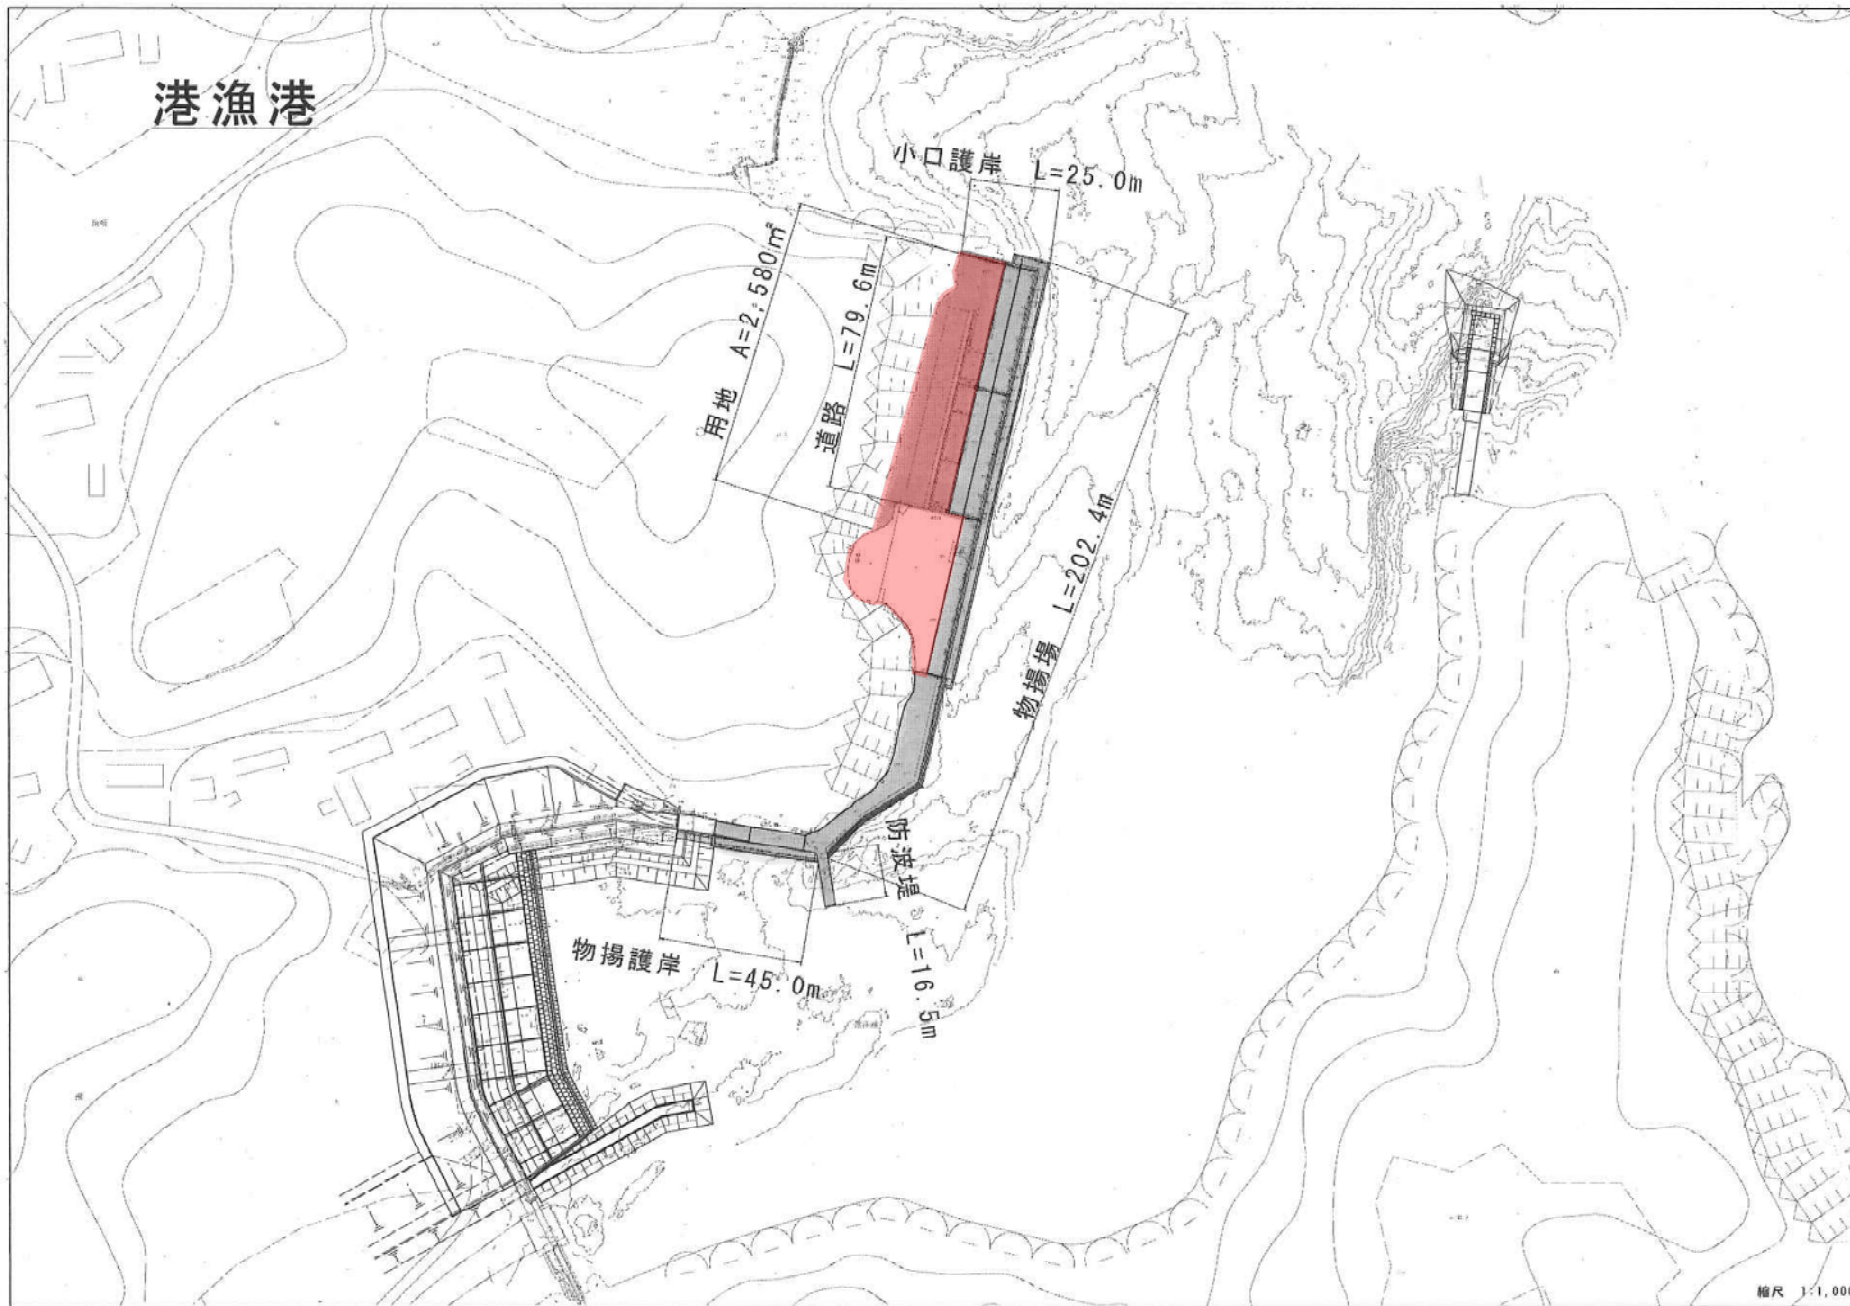 港漁港
小口護岸 L=25.0m
用地 A=2,580㎡
道路 L=79.6m
物揚場 L=202.4m
防波堤 L=16.5m
物揚護岸 L=45.0m
縮尺 1:1,000